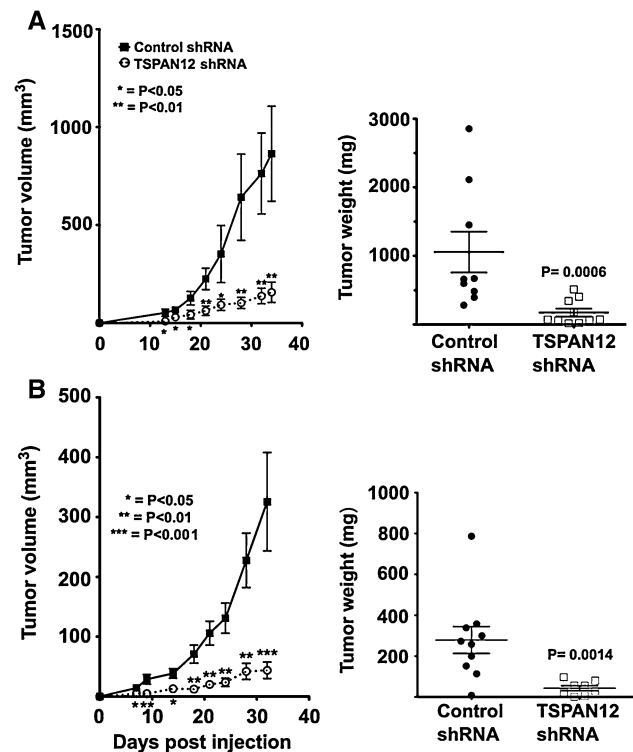 A
Tumor volume (mm3)
1500
1000
500
0
0
10
20
30
40
Control shRNA
TSPAN12 shRNA
* = P<0.05
** = P<0.01
* * * ** * ** ** **
Tumor weight (mg)
3000
2000
1000
P= 0.0006
Control
shRNA
TSPAN12
shRNA
B
Tumor volume (mm3)
500
400
300
200
100
0
0
10
20
30
40
* = P<0.05
** = P<0.01
*** = P<0.001
* *** * ** ** ** ** ***
Days post injection
Tumor weight (mg)
1000
800
600
400
200
P= 0.0014
Control
shRNA
TSPAN12
shRNA